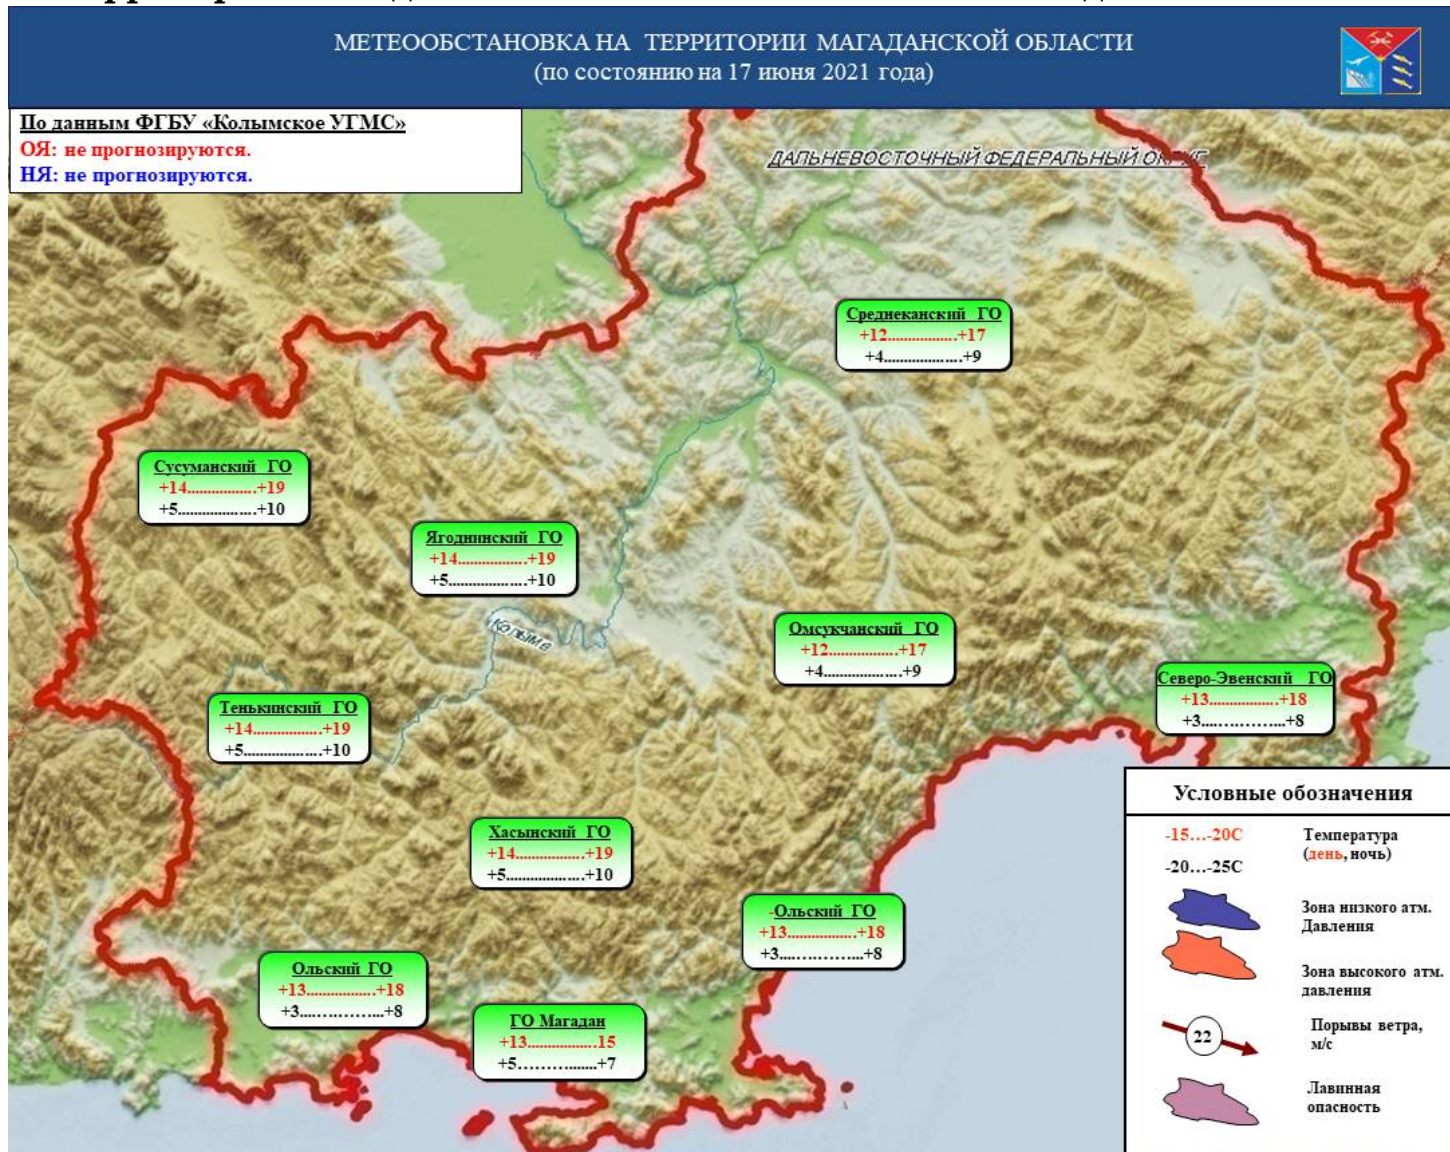 МЕТЕООБСТАНОВКА НА ТЕРРИТОРИИ МАГАДАНСКОЙ ОБЛАСТИ
(по состоянию на 17 июня 2021 года)
По данным ФГБУ «Колымское УГМС»
ОЯ: не прогнозируются.
НЯ: не прогнозируются.
ДАЛЬНЕВОСТОЧНЫЙ ФЕДЕРАЛЬНЫЙ ОКРУГ
Среднеканский ГО
+12.................+17
+4...................+9
Сусуманский ГО
+14.................+19
+5...................+10
Ягоднинский ГО
+14.................+19
+5...................+10
Колыма
Омсукчанский ГО
+12.................+17
+4...................+9
Северо-Эвенский ГО
+13.................+18
+3....………...+8
Тенькинский ГО
+14.................+19
+5...................+10
Хасынский ГО
+14.................+19
+5...................+10
-Ольский ГО
+13.................+18
+3....………...+8
Ольский ГО
+13.................+18
+3....………...+8
ГО Магадан
+13.................15
+5……….......+7
Условные обозначения
-15…-20С
-20…-25С
Температура
(день, ночь)
Зона низкого атм.
Давления
Зона высокого атм.
давления
22
Порывы ветра,
м/с
Лавинная
опасность